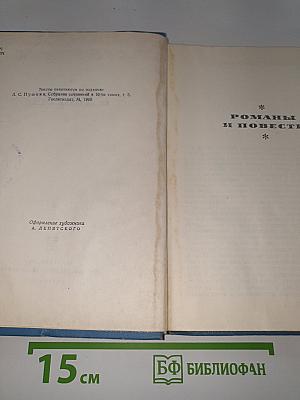 Тексты печатаются по изданию
А. С. Пушкин, Собрание сочинений в 10-ти томах, т. 5.
Гослитиздат, М., 1960
Оформление художника
А. ЛЕПЯТСКОГО
*
РОМАНЫ
И ПОВЕСТИ
*
15 см
БФ БИБЛИОФАН